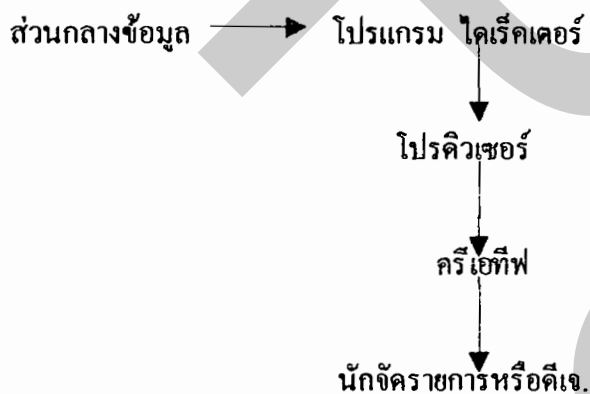 ส่วนกลางข้อมูล โปรแกรม ไดเร็คเตอร์
โปรดิวเซอร์
ครีเอทีฟ
นักจัดรายการหรือดีเจ.